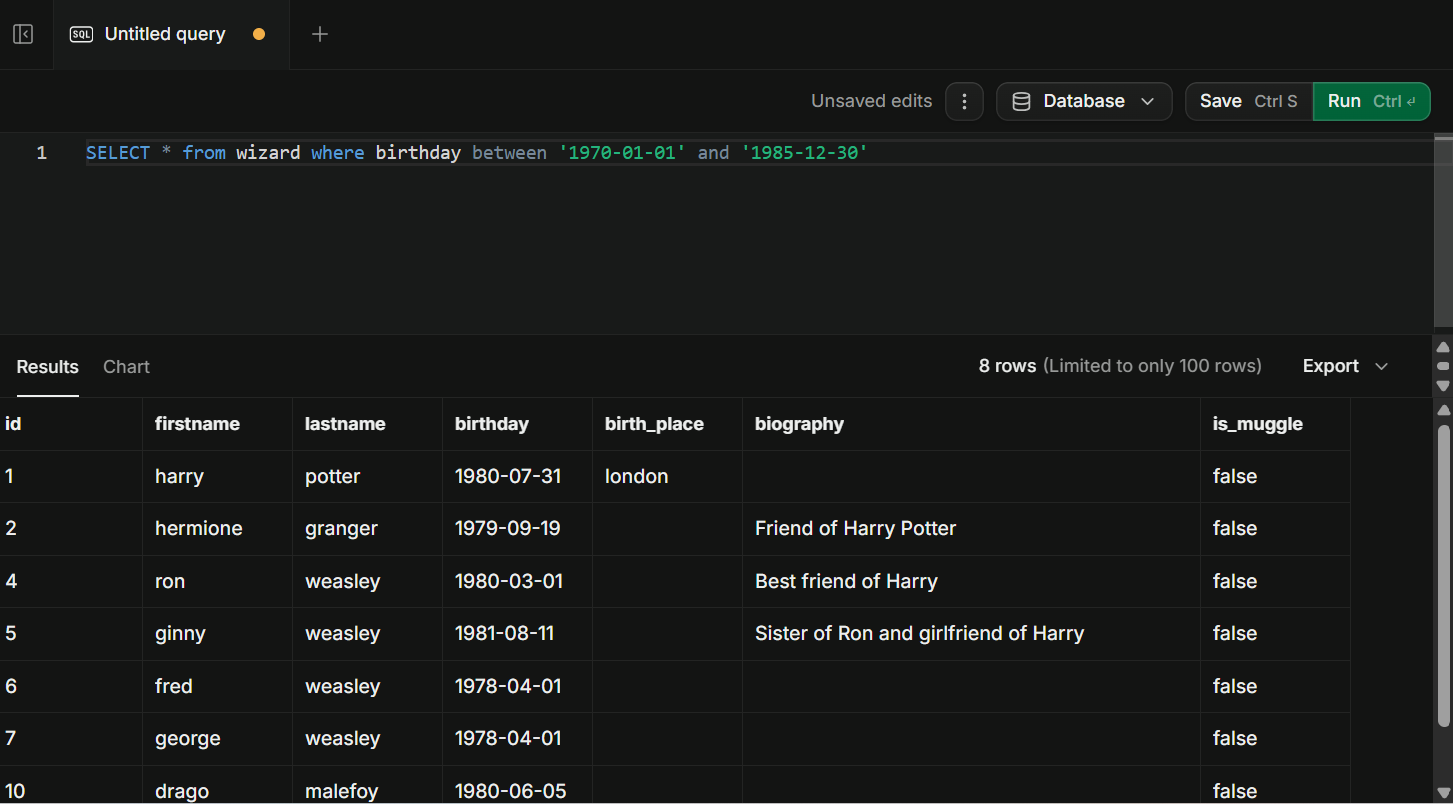 SQL Untitled query
Unsaved edits Database Save Ctrl S Run Ctrl ↵
1 SELECT * from wizard where birthday between '1970-01-01' and '1985-12-30'
Results Chart 8 rows (Limited to only 100 rows) Export
id firstname lastname birthday birth_place biography is_muggle
1 harry potter 1980-07-31 london false
2 hermione granger 1979-09-19 Friend of Harry Potter false
4 ron weasley 1980-03-01 Best friend of Harry false
5 ginny weasley 1981-08-11 Sister of Ron and girlfriend of Harry false
6 fred weasley 1978-04-01 false
7 george weasley 1978-04-01 false
10 drago malefoy 1980-06-05 false